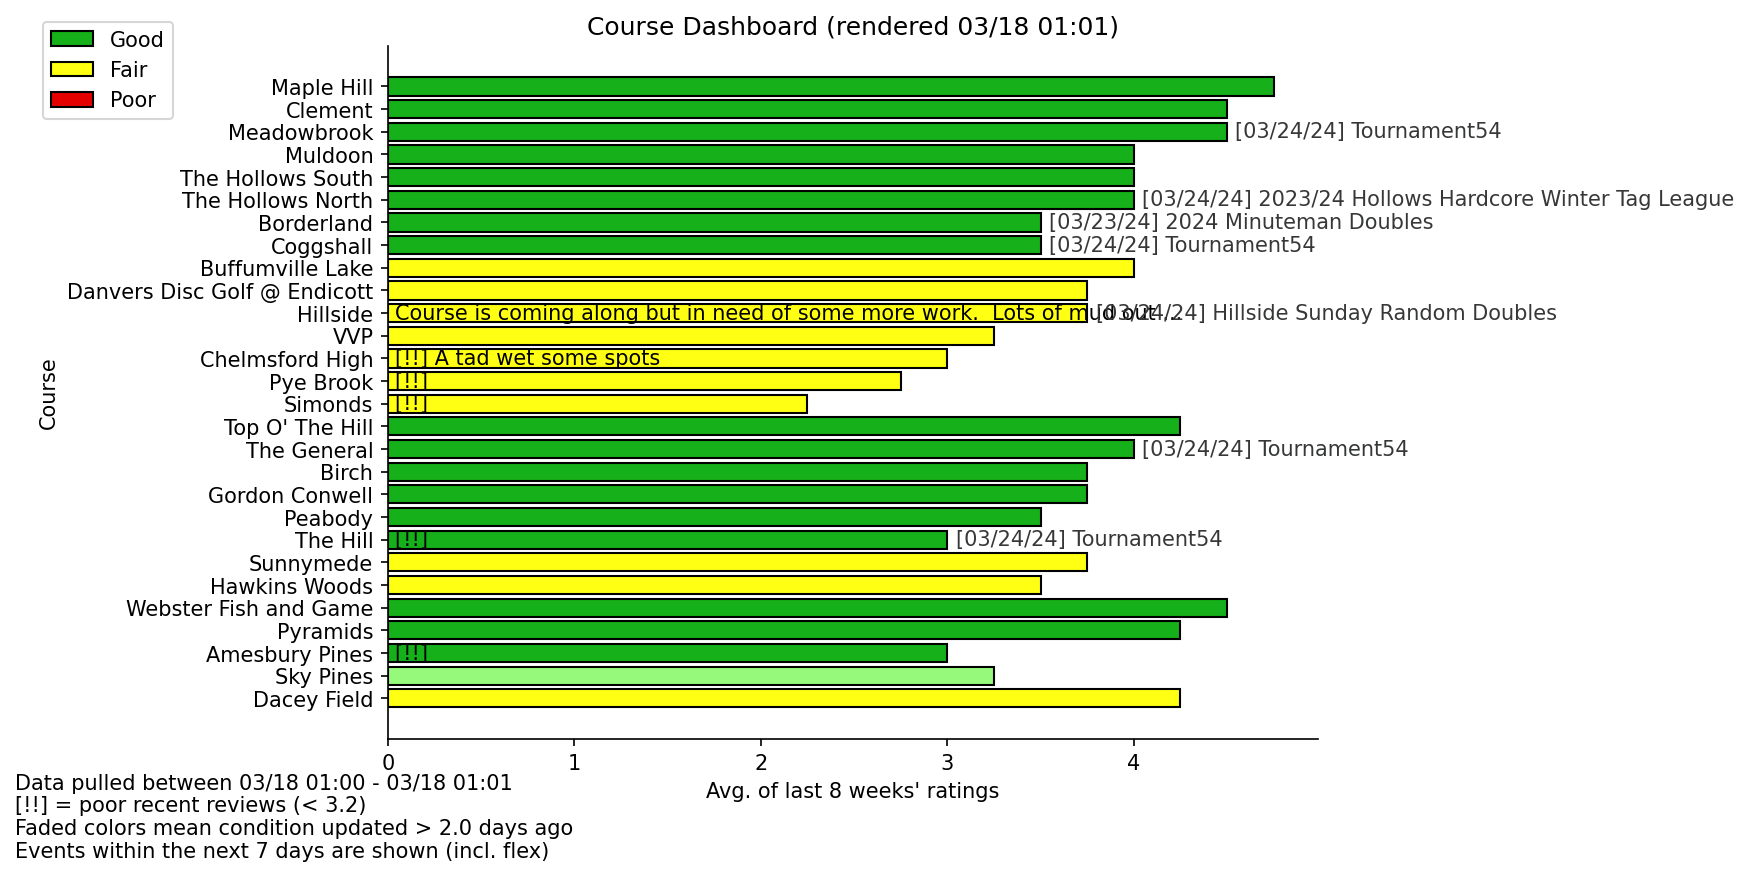 Course Dashboard (rendered 03/18 01:01)
Good
Fair
Poor
Course
Maple Hill
Clement
Meadowbrook [03/24/24] Tournament54
Muldoon
The Hollows South
The Hollows North [03/24/24] 2023/24 Hollows Hardcore Winter Tag League
Borderland [03/23/24] 2024 Minuteman Doubles
Coggshall [03/24/24] Tournament54
Buffumville Lake
Danvers Disc Golf @ Endicott
Hillside Course is coming along but in need of some more work.  Lots of mud out ... [03/24/24] Hillside Sunday Random Doubles
VVP
Chelmsford High [!!] A tad wet some spots
Pye Brook [!!]
Simonds [!!]
Top O' The Hill
The General [03/24/24] Tournament54
Birch
Gordon Conwell
Peabody
The Hill [!!] [03/24/24] Tournament54
Sunnymede
Hawkins Woods
Webster Fish and Game
Pyramids
Amesbury Pines [!!]
Sky Pines
Dacey Field
0 1 2 3 4
Avg. of last 8 weeks' ratings
Data pulled between 03/18 01:00 - 03/18 01:01
[!!] = poor recent reviews (< 3.2)
Faded colors mean condition updated > 2.0 days ago
Events within the next 7 days are shown (incl. flex)